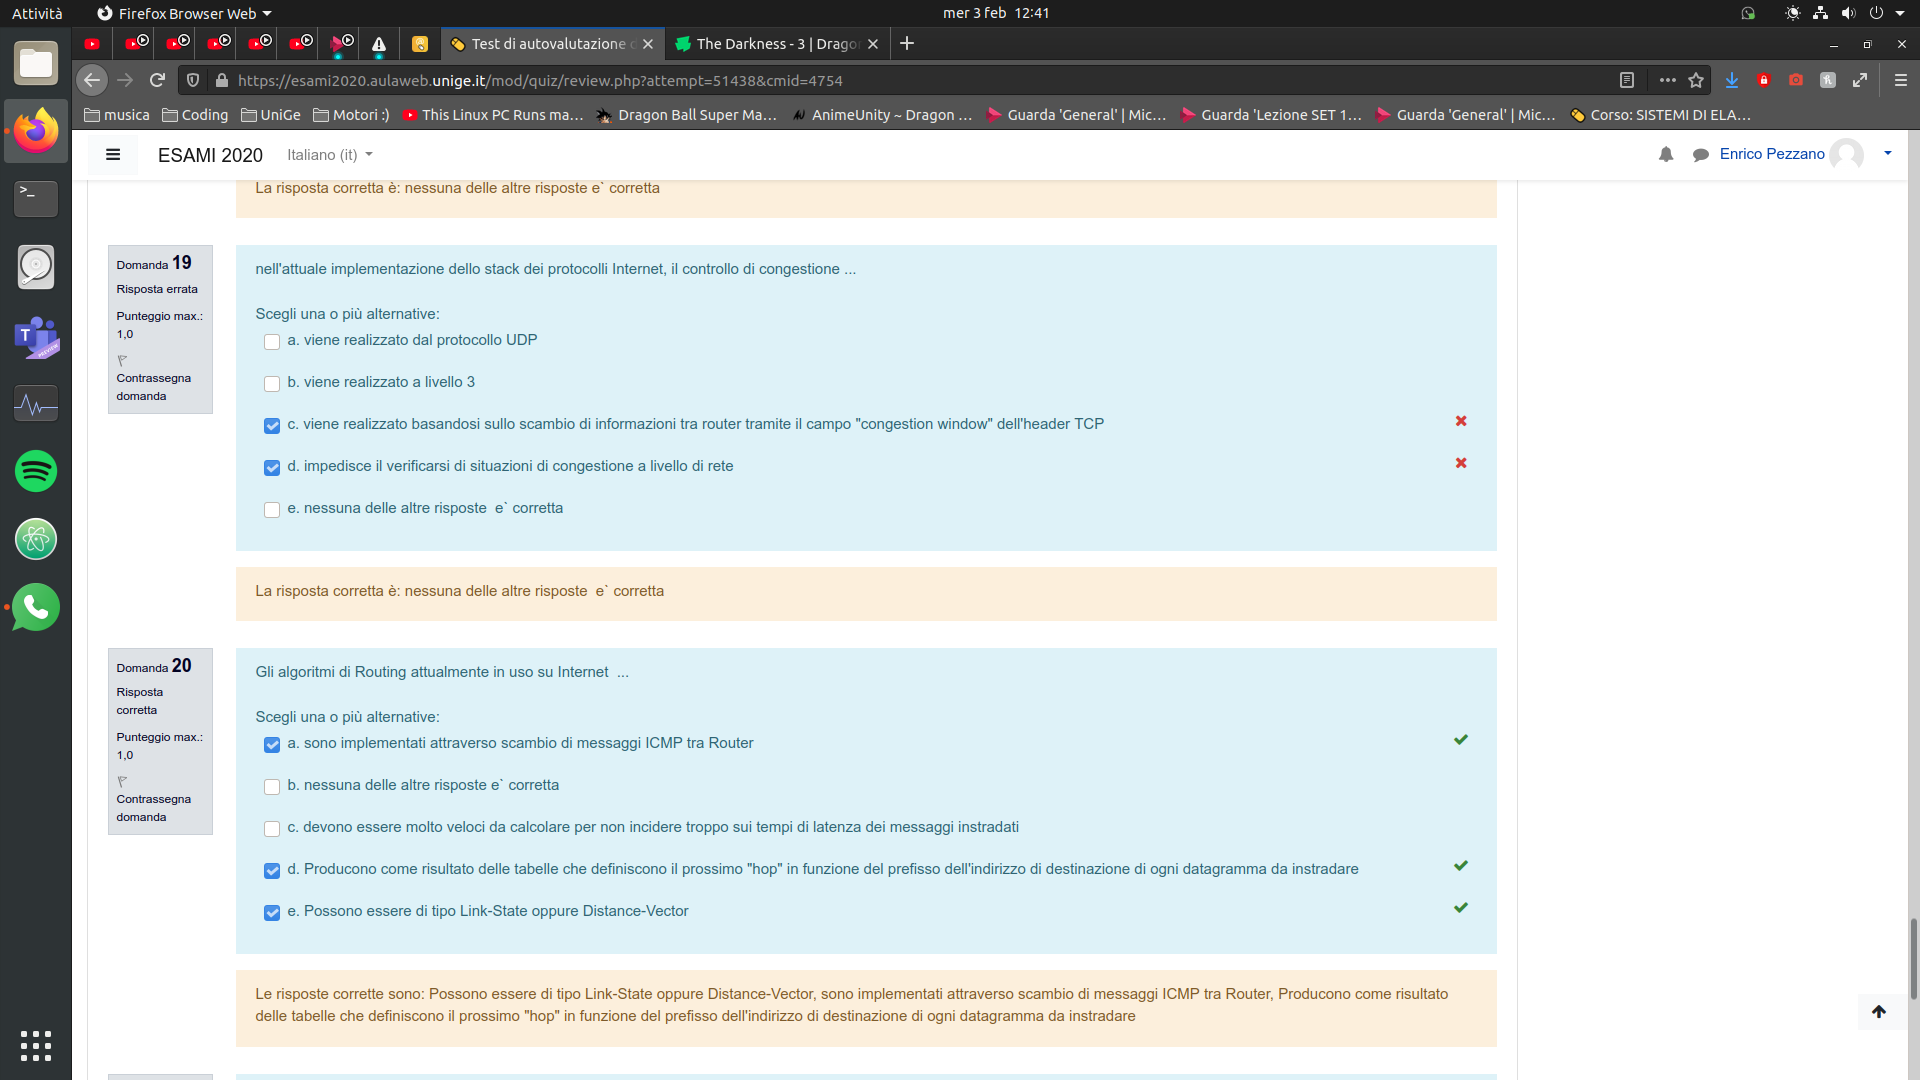 Attività
Firefox Browser Web
mer 3 feb 12:41
Test di autovalutazione d
The Darkness - 3 | Drago
https://esami2020.aulaweb.unige.it/mod/quiz/review.php?attempt=51438&cmid=4754
musica
Coding
UniGe
Motori :)
This Linux PC Runs ma...
Dragon Ball Super Ma...
AnimeUnity ~ Dragon ...
Guarda 'General' | Mic...
Guarda 'Lezione SET 1...
Guarda 'General' | Mic...
Corso: SISTEMI DI ELA...
ESAMI 2020
Italiano ‎(it)‎
Enrico Pezzano
La risposta corretta è: nessuna delle altre risposte e` corretta
Domanda 19
Risposta errata
Punteggio max.:
1,0
Contrassegna
domanda
nell'attuale implementazione dello stack dei protocolli Internet, il controllo di congestione ...
Scegli una o più alternative:
a. viene realizzato dal protocollo UDP
b. viene realizzato a livello 3
c. viene realizzato basandosi sullo scambio di informazioni tra router tramite il campo "congestion window" dell'header TCP
d. impedisce il verificarsi di situazioni di congestione a livello di rete
e. nessuna delle altre risposte e` corretta
La risposta corretta è: nessuna delle altre risposte e` corretta
Domanda 20
Risposta
corretta
Punteggio max.:
1,0
Contrassegna
domanda
Gli algoritmi di Routing attualmente in uso su Internet ...
Scegli una o più alternative:
a. sono implementati attraverso scambio di messaggi ICMP tra Router
b. nessuna delle altre risposte e` corretta
c. devono essere molto veloci da calcolare per non incidere troppo sui tempi di latenza dei messaggi instradati
d. Producono come risultato delle tabelle che definiscono il prossimo "hop" in funzione del prefisso dell'indirizzo di destinazione di ogni datagramma da instradare
e. Possono essere di tipo Link-State oppure Distance-Vector
Le risposte corrette sono: Possono essere di tipo Link-State oppure Distance-Vector, sono implementati attraverso scambio di messaggi ICMP tra Router, Producono come risultato
delle tabelle che definiscono il prossimo "hop" in funzione del prefisso dell'indirizzo di destinazione di ogni datagramma da instradare